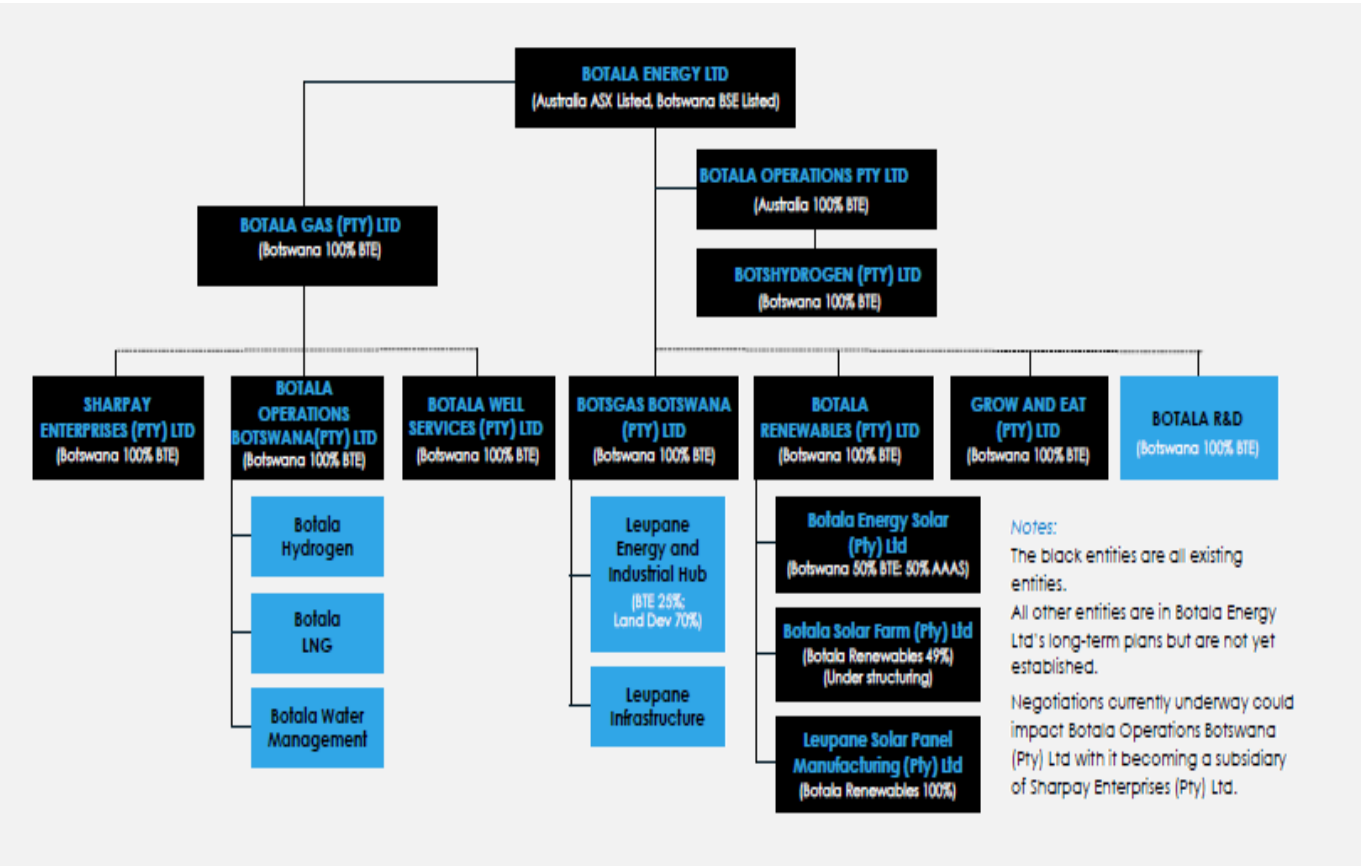 BOTALA ENERGY LTD
(Australia ASX Listed, Botswana BSE Listed)
BOTALA OPERATIONS PTY LTD
(Australia 100% BTE)
BOTALA GAS (PTY) LTD
(Botswana 100% BTE)
BOTSHYDROGEN (PTY) LTD
(Botswana 100% BTE)
SHARPAY
ENTERPRISES (PTY) LTD
(Botswana 100% BTE)
BOTALA
OPERATIONS
BOTSWANA(PTY) LTD
(Botswana 100% BTE)
BOTALA WELL
SERVICES (PTY) LTD
(Botswana 100% BTE)
BOTSGAS BOTSWANA
(PTY) LTD
(Botswana 100% BTE)
BOTALA
RENEWABLES (PTY) LTD
(Botswana 100% BTE)
GROW AND EAT
(PTY) LTD
(Botswana 100% BTE)
BOTALA R&D
(Botswana 100% BTE)
Botala
Hydrogen
Botala
LNG
Botala Water
Management
Leupane
Energy and
Industrial Hub
(BTE 25%;
Land Dev 70%)
Leupane
Infrastructure
Botala Energy Solar
(Pty) Ltd
(Botswana 50% BTE: 50% AAAS)
Botala Solar Farm (Pty) Ltd
(Botala Renewables 49%)
(Under structuring)
Leupane Solar Panel
Manufacturing (Pty) Ltd
(Botala Renewables 100%)
Notes:
The black entities are all existing
entities.
All other entities are in Botala Energy
Ltd's long-term plans but are not yet
established.
Negotiations currently underway could
impact Botala Operations Botswana
(Pty) Ltd with it becoming a subsidiary
of Sharpay Enterprises (Pty) Ltd.